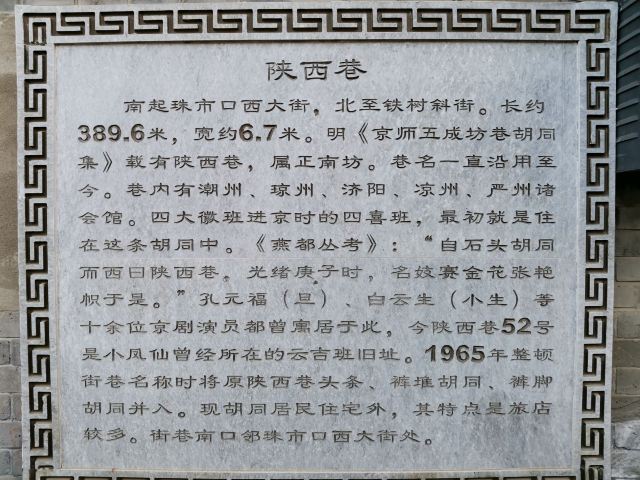 陕西巷
南起珠市口西大街，北至铁树斜街。长约
389.6米，宽约6.7米。明《京师五成坊巷胡同
集》载有陕西巷，属正南坊。巷名一直沿用至
今。巷内有潮州、琼州、济阳、凉州、严州诸
会馆。四大徽班进京时的四喜班，最初就是住
在这条胡同中。《燕都丛考》：“自石头胡同
而西曰陕西巷，光绪庚子时，名妓赛金花张艳
帜于是。”孔元福（旦）、白云生（小生）等
十余位京剧演员都曾寓居于此，今陕西巷52号
是小凤仙曾经所在的云吉班旧址。1965年整顿
街巷名称时将原陕西巷头条、裤堆胡同、裤脚
胡同并入。现胡同居民住宅外，其特点是旅店
较多。街巷南口邻珠市口西大街处。